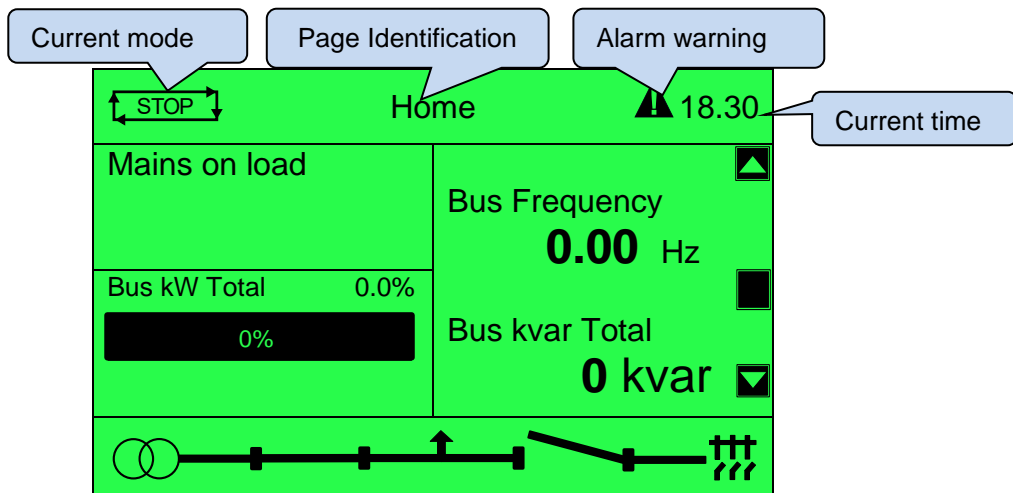 Current mode
Page Identification
Alarm warning
STOP
Home
18.30
Current time
Mains on load
Bus Frequency
0.00 Hz
Bus kW Total 0.0%
0%
Bus kvar Total
0 kvar